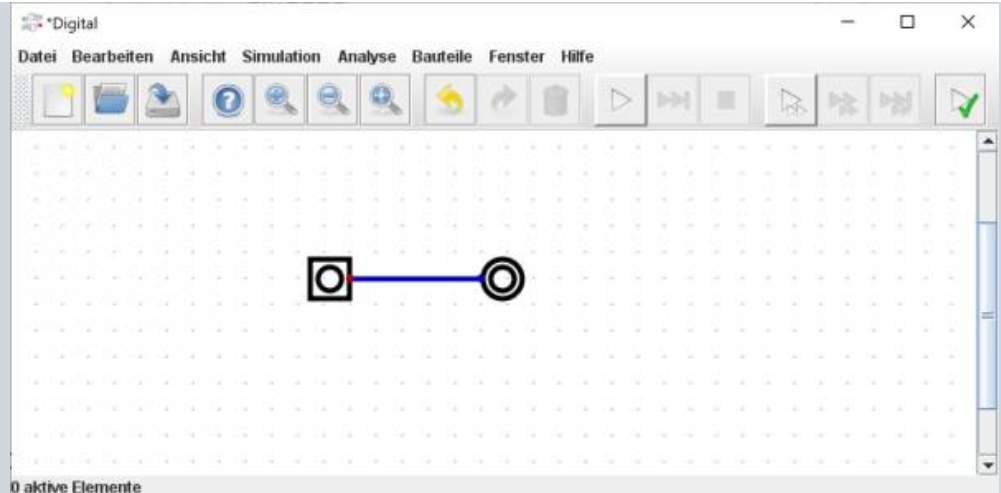 *Digital
Datei Bearbeiten Ansicht Simulation Analyse Bauteile Fenster Hilfe
0 aktive Elemente